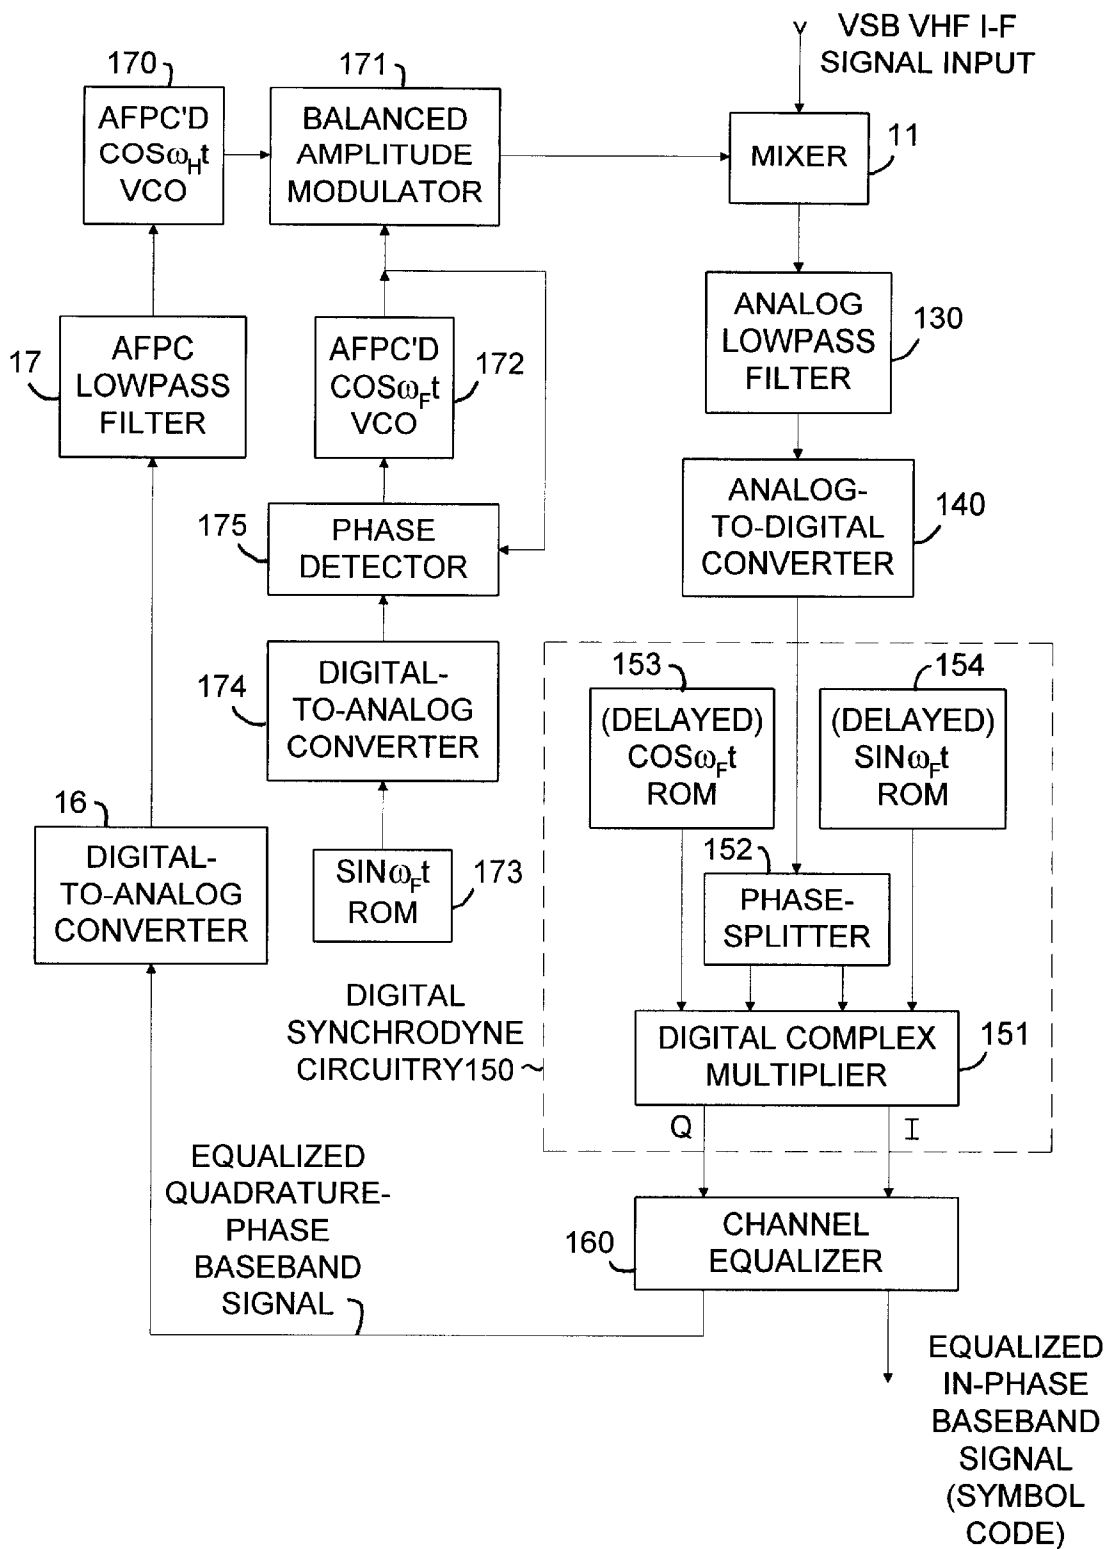 VSB VHF I-F
SIGNAL INPUT
170
AFPC'D
COSωHt
VCO
171
BALANCED
AMPLITUDE
MODULATOR
MIXER
11
17
AFPC
LOWPASS
FILTER
AFPC'D
COSωFt
VCO
172
ANALOG
LOWPASS
FILTER
130
175
PHASE
DETECTOR
ANALOG-
TO-DIGITAL
CONVERTER
140
174
DIGITAL-
TO-ANALOG
CONVERTER
153
(DELAYED)
COSωFt
ROM
154
(DELAYED)
SINωFt
ROM
16
DIGITAL-
TO-ANALOG
CONVERTER
SINωFt
ROM
173
152
PHASE-
SPLITTER
DIGITAL
SYNCHRODYNE
CIRCUITRY150
DIGITAL COMPLEX
MULTIPLIER
151
Q
I
EQUALIZED
QUADRATURE-
PHASE
BASEBAND
SIGNAL
160
CHANNEL
EQUALIZER
EQUALIZED
IN-PHASE
BASEBAND
SIGNAL
(SYMBOL
CODE)